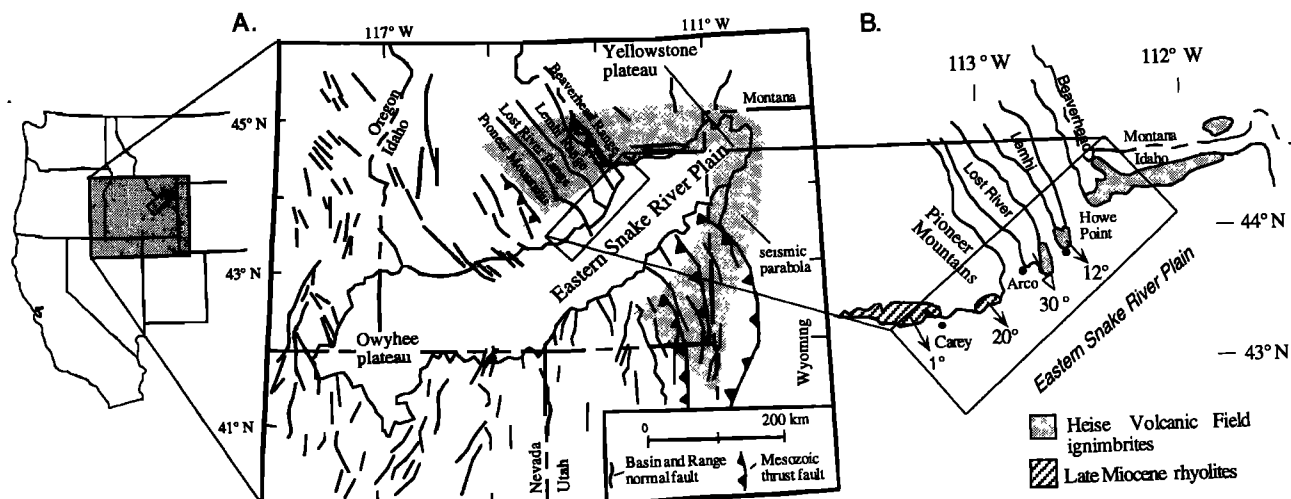 A.
117° W
111° W
Yellowstone
plateau
Montana
45° N
Oregon
Idaho
Beaverhead Range
Lemhi Range
Lost River Range
Pioneer Mountains
Eastern Snake River Plain
seismic
parabola
43° N
Owyhee
plateau
Wyoming
41° N
Nevada
Utah
0
200 km
Basin and Range
normal fault
Mesozoic
thrust fault
B.
113° W
112° W
Beaverhead
Montana
Idaho
Lemhi
Lost River
Pioneer
Mountains
Howe
Point
44° N
12°
Arco
30°
20°
Carey
1°
43° N
Eastern Snake River Plain
Heise Volcanic Field
ignimbrites
Late Miocene rhyolites